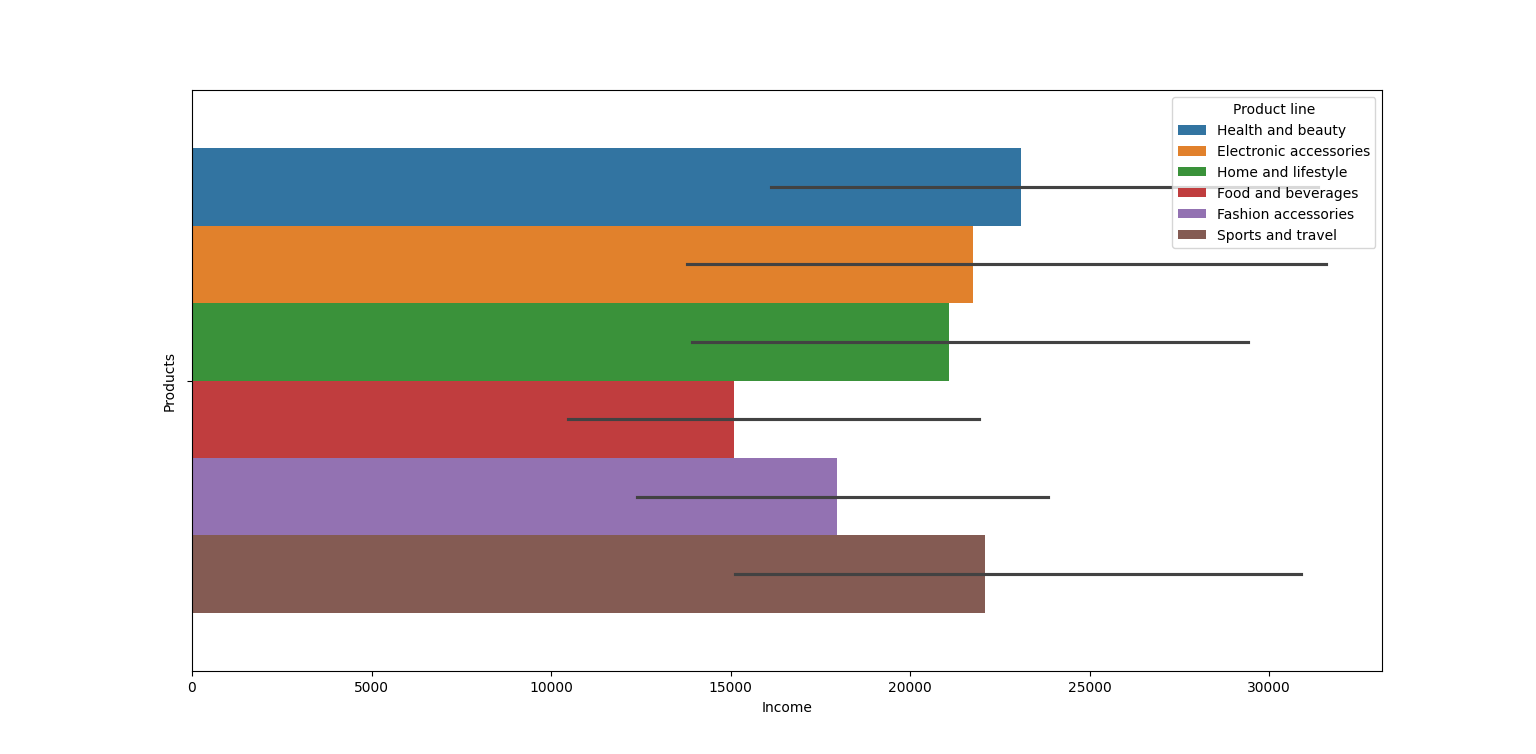 Product line
Health and beauty
Electronic accessories
Home and lifestyle
Food and beverages
Fashion accessories
Sports and travel
Products
0 5000 10000 15000 20000 25000 30000
Income